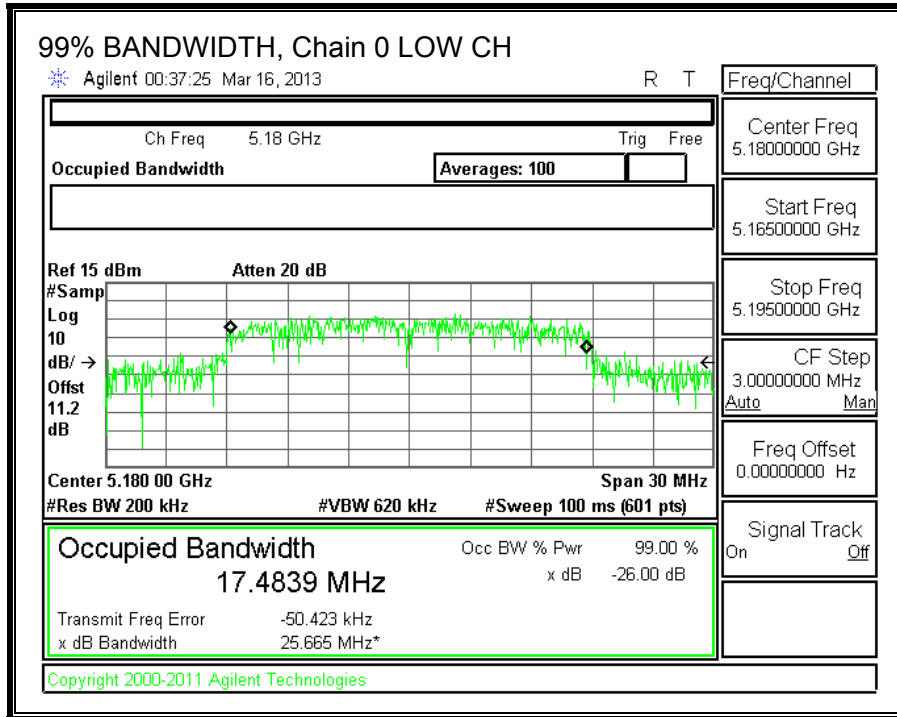 99% BANDWIDTH, Chain 0 LOW CH
Agilent 00:37:25 Mar 16, 2013 R T
Ch Freq 5.18 GHz Trig Free
Occupied Bandwidth Averages: 100
Ref 15 dBm Atten 20 dB
#Samp
Log
10
dB/
Offst
11.2
dB
Center 5.180 00 GHz Span 30 MHz
#Res BW 200 kHz #VBW 620 kHz #Sweep 100 ms (601 pts)
Occupied Bandwidth Occ BW % Pwr 99.00 %
17.4839 MHz x dB -26.00 dB
Transmit Freq Error -50.423 kHz
x dB Bandwidth 25.665 MHz*
Copyright 2000-2011 Agilent Technologies
Freq/Channel
Center Freq
5.18000000 GHz
Start Freq
5.16500000 GHz
Stop Freq
5.19500000 GHz
CF Step
3.00000000 MHz
Auto Man
Freq Offset
0.00000000 Hz
Signal Track
On Off